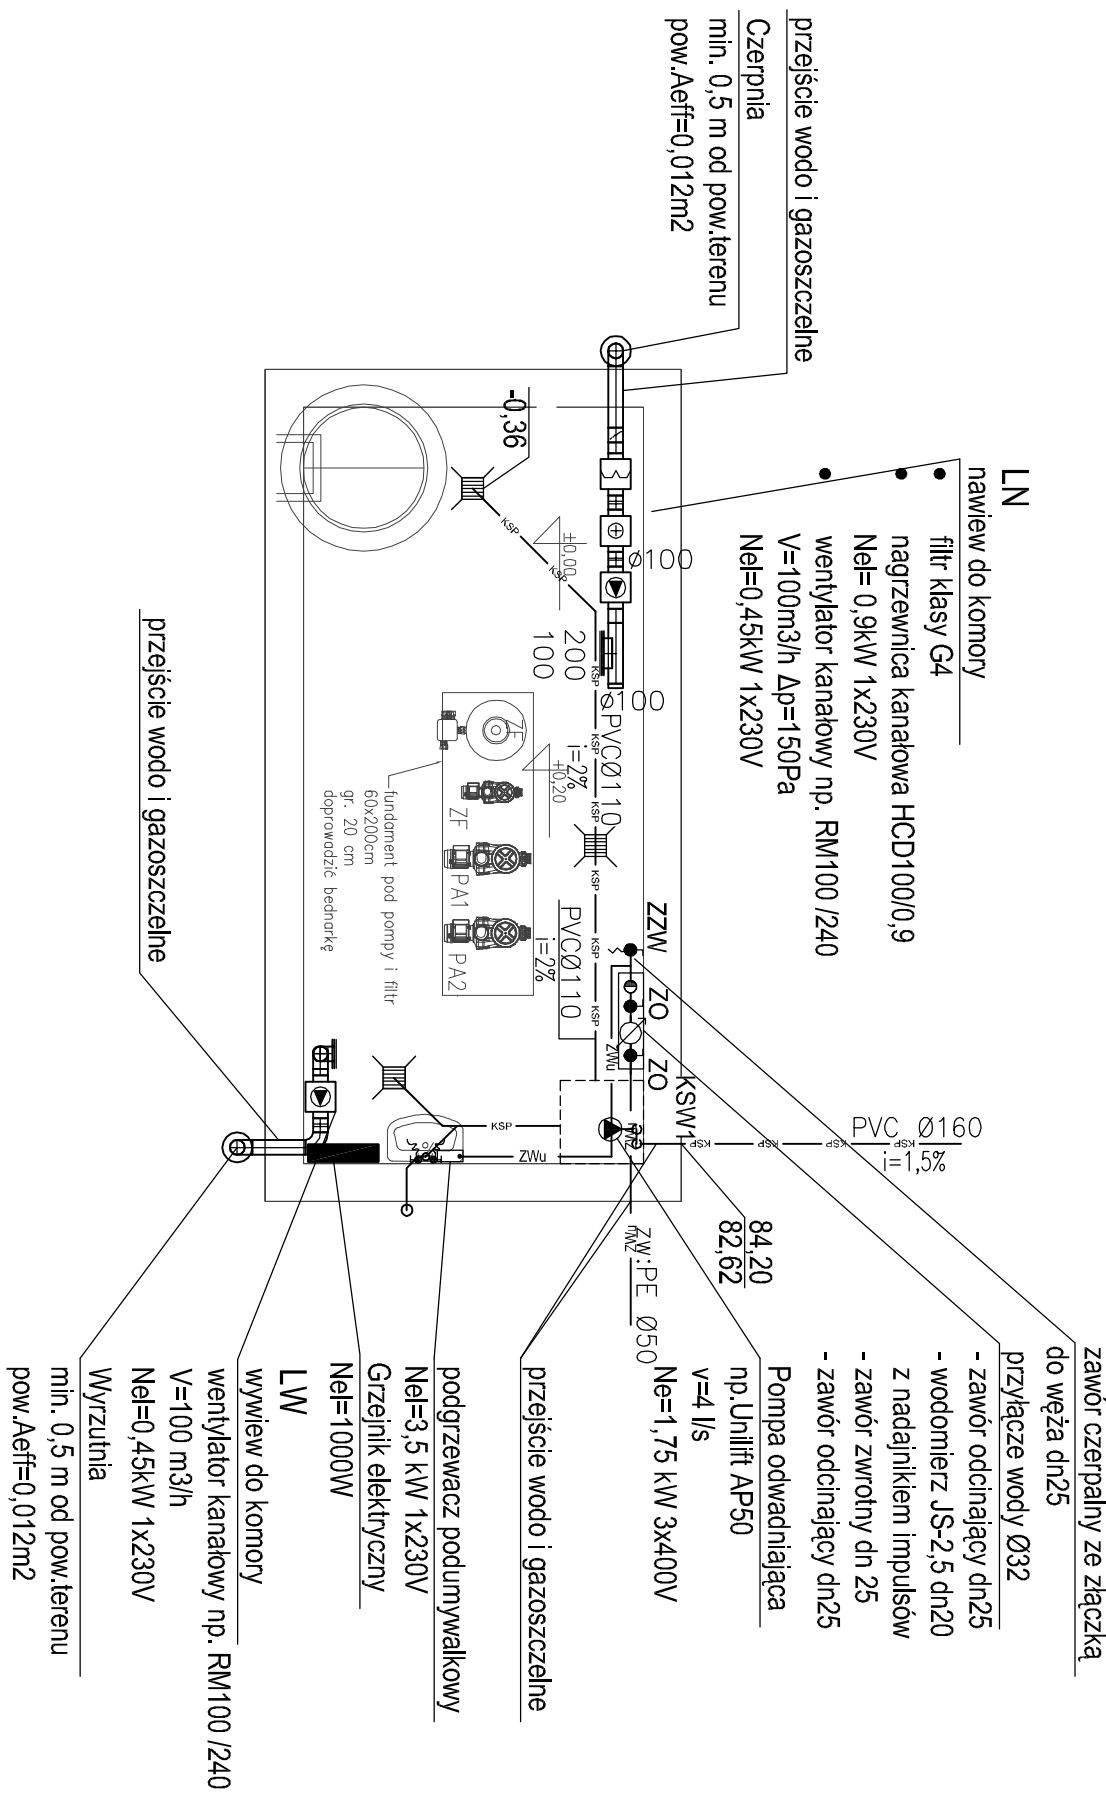 przejście wodo i gazoszczelne
Czerpnia
min. 0,5 m od pow.terenu
pow.Aeff=0,012m2
LN
nawiew do komory
filtr klasy G4
nagrzewnica kanałowa HCD100/0,9
Nel= 0,9kW 1x230V
wentylator kanałowy np. RM100 /240
V=100m3/h Δp=150Pa
Nel=0,45kW 1x230V
zawór czerpalny ze złączką
do węża dn25
przyłącze wody Ø32
- zawór odcinający dn25
- wodomierz JS-2,5 dn20
z nadajnikiem impulsów
- zawór zwrotny dn 25
- zawór odcinający dn25
Pompa odwadniająca
np.Unilift AP50
v=4 l/s
Ne=1,75 kW 3x400V
przejście wodo i gazoszczelne
podgrzewacz podumywalkowy
Nel=3,5 kW 1x230V
Grzejnik elektryczny
Nel=1000W
LW
wywiew do komory
wentylator kanałowy np. RM100 /240
V=100 m3/h
Nel=0,45kW 1x230V
Wyrzutnia
min. 0,5 m od pow.terenu
pow.Aeff=0,012m2
przejście wodo i gazoszczelne
PVC Ø160
i=1,5%
KSP
KSP
KSP
KSP
84,20
82,62
zw:PE Ø50
KSW1
ZZW
ZO
ZO
ZWu
ZWu
ø100
ø100
200
100
PVCØ110
i=2%
PVCØ110
i=2%
KSP
KSP
KSP
KSP
KSP
KSP
KSP
KSP
KSP
-0,36
±0,00
+0,20
ZF
ZF
PA1
PA2
fundament pod pompy i filtr
60x200cm
gr. 20 cm
doprowadzić bednarkę